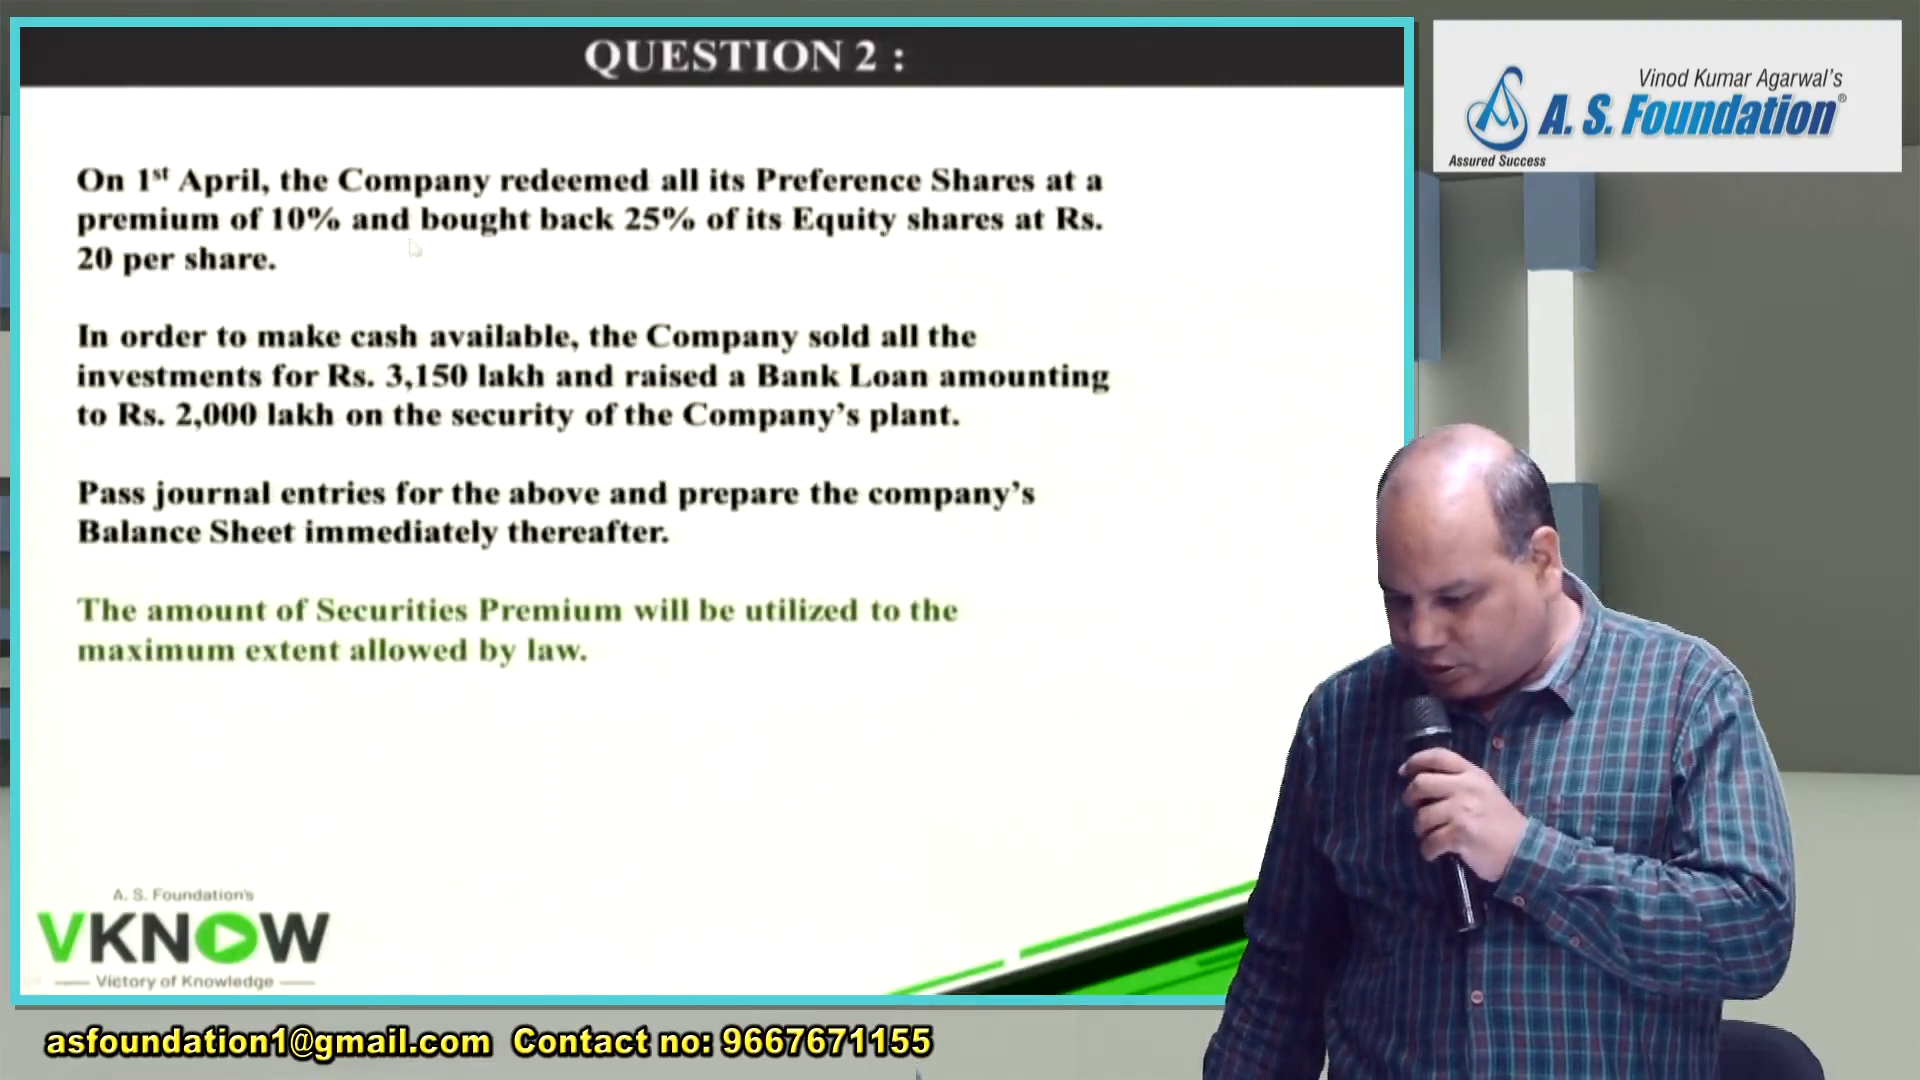 QUESTION 2 :
Vinod Kumar Agarwal's
A. S. Foundation®
Assured Success
On 1st April, the Company redeemed all its Preference Shares at a
premium of 10% and bought back 25% of its Equity shares at Rs.
20 per share.
In order to make cash available, the Company sold all the
investments for Rs. 3,150 lakh and raised a Bank Loan amounting
to Rs. 2,000 lakh on the security of the Company's plant.
Pass journal entries for the above and prepare the company's
Balance Sheet immediately thereafter.
The amount of Securities Premium will be utilized to the
maximum extent allowed by law.
A. S. Foundation's
VKNOW
Victory of Knowledge
asfoundation1@gmail.com Contact no: 9667671155